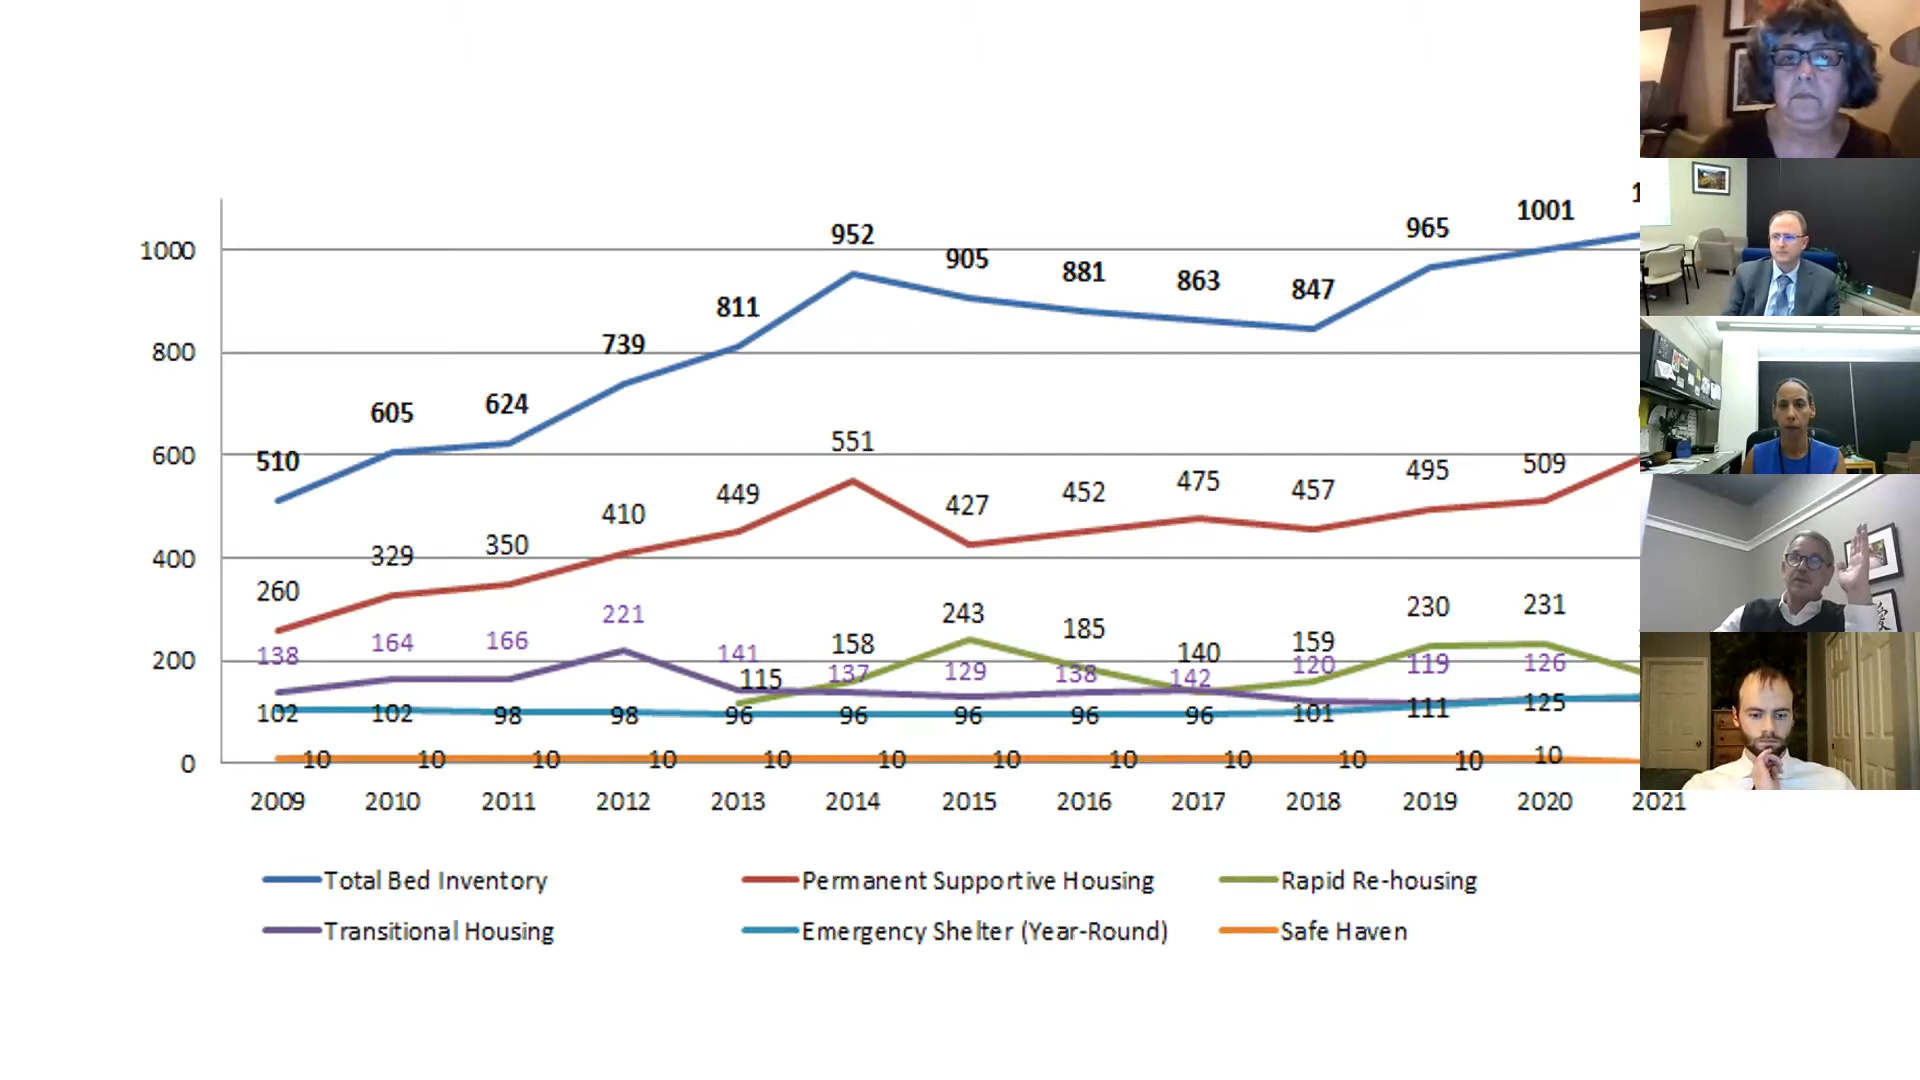 1000 800 600 400 200 0
510 605 624 739 811 952 905 881 863 847 965 1001
260 329 350 410 449 551 427 452 475 457 495 509
115 158 243 185 140 159 230 231
138 164 166 221 141 137 129 138 142 120 119 126
102 102 98 98 96 96 96 96 96 101 111 125
10 10 10 10 10 10 10 10 10 10 10 10
2009 2010 2011 2012 2013 2014 2015 2016 2017 2018 2019 2020 2021
Total Bed Inventory Permanent Supportive Housing Rapid Re-housing
Transitional Housing Emergency Shelter (Year-Round) Safe Haven